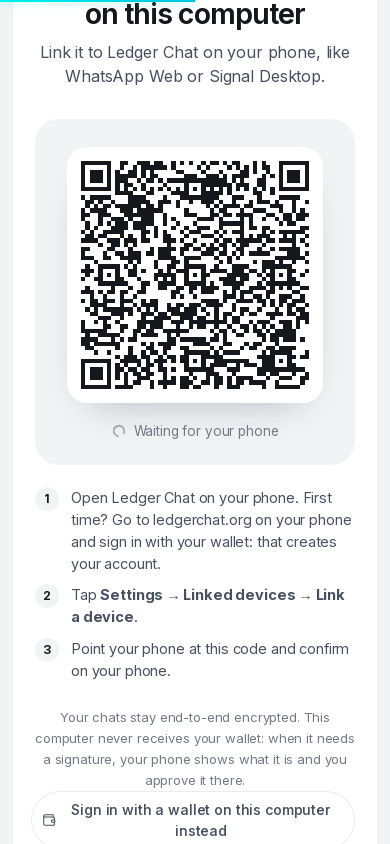 on this computer
Link it to Ledger Chat on your phone, like
WhatsApp Web or Signal Desktop.
Waiting for your phone
1 Open Ledger Chat on your phone. First
time? Go to ledgerchat.org on your phone
and sign in with your wallet: that creates
your account.
2 Tap Settings → Linked devices → Link
a device.
3 Point your phone at this code and confirm
on your phone.
Your chats stay end-to-end encrypted. This
computer never receives your wallet: when it needs
a signature, your phone shows what it is and you
approve it there.
Sign in with a wallet on this computer
instead